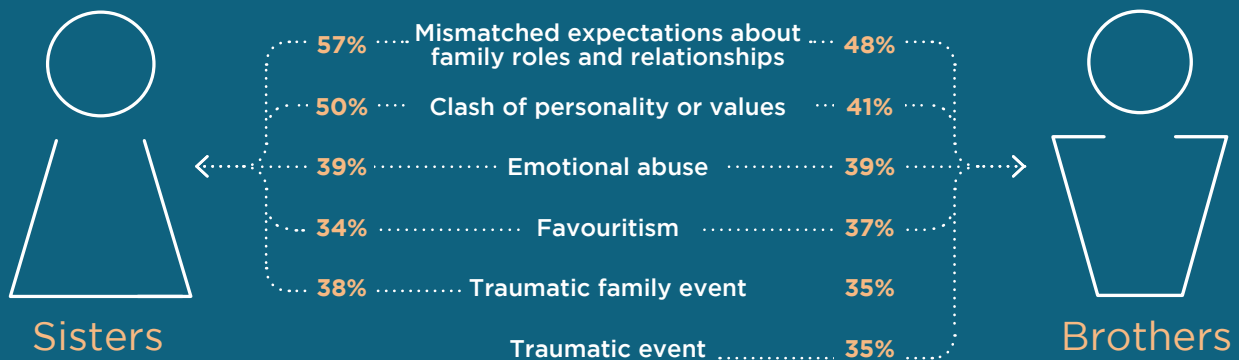 57% Mismatched expectations about family roles and relationships 48%
50% Clash of personality or values 41%
39% Emotional abuse 39%
34% Favouritism 37%
38% Traumatic family event 35%
Traumatic event 35%
Sisters Brothers